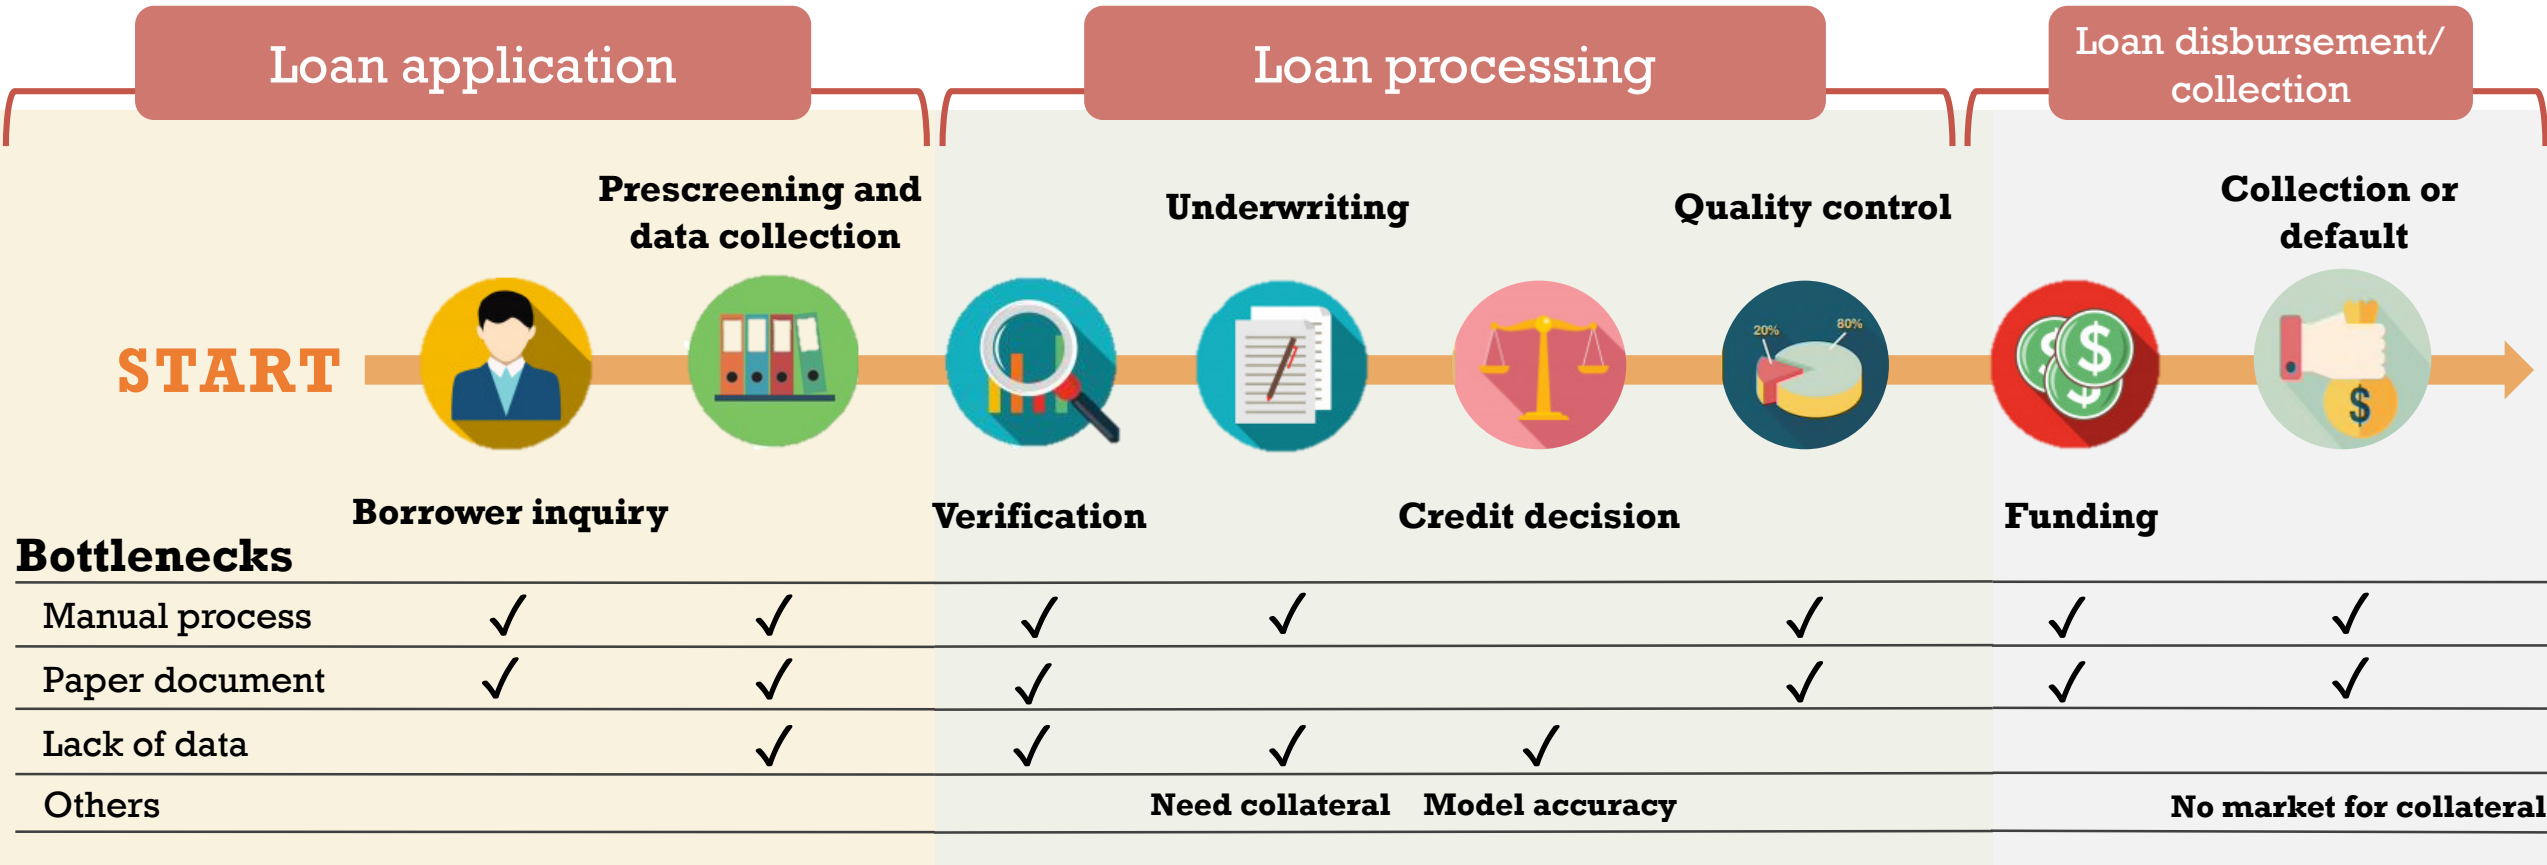 Loan application
Loan processing
Loan disbursement/
collection
Prescreening and
data collection
Underwriting
Quality control
Collection or
default
START
20%
80%
$
$
$
$
Borrower inquiry
Verification
Credit decision
Funding
Bottlenecks
Manual process ✓ ✓ ✓ ✓ ✓ ✓ ✓
Paper document ✓ ✓ ✓ ✓ ✓ ✓
Lack of data ✓ ✓ ✓ ✓
Others Need collateral Model accuracy No market for collateral